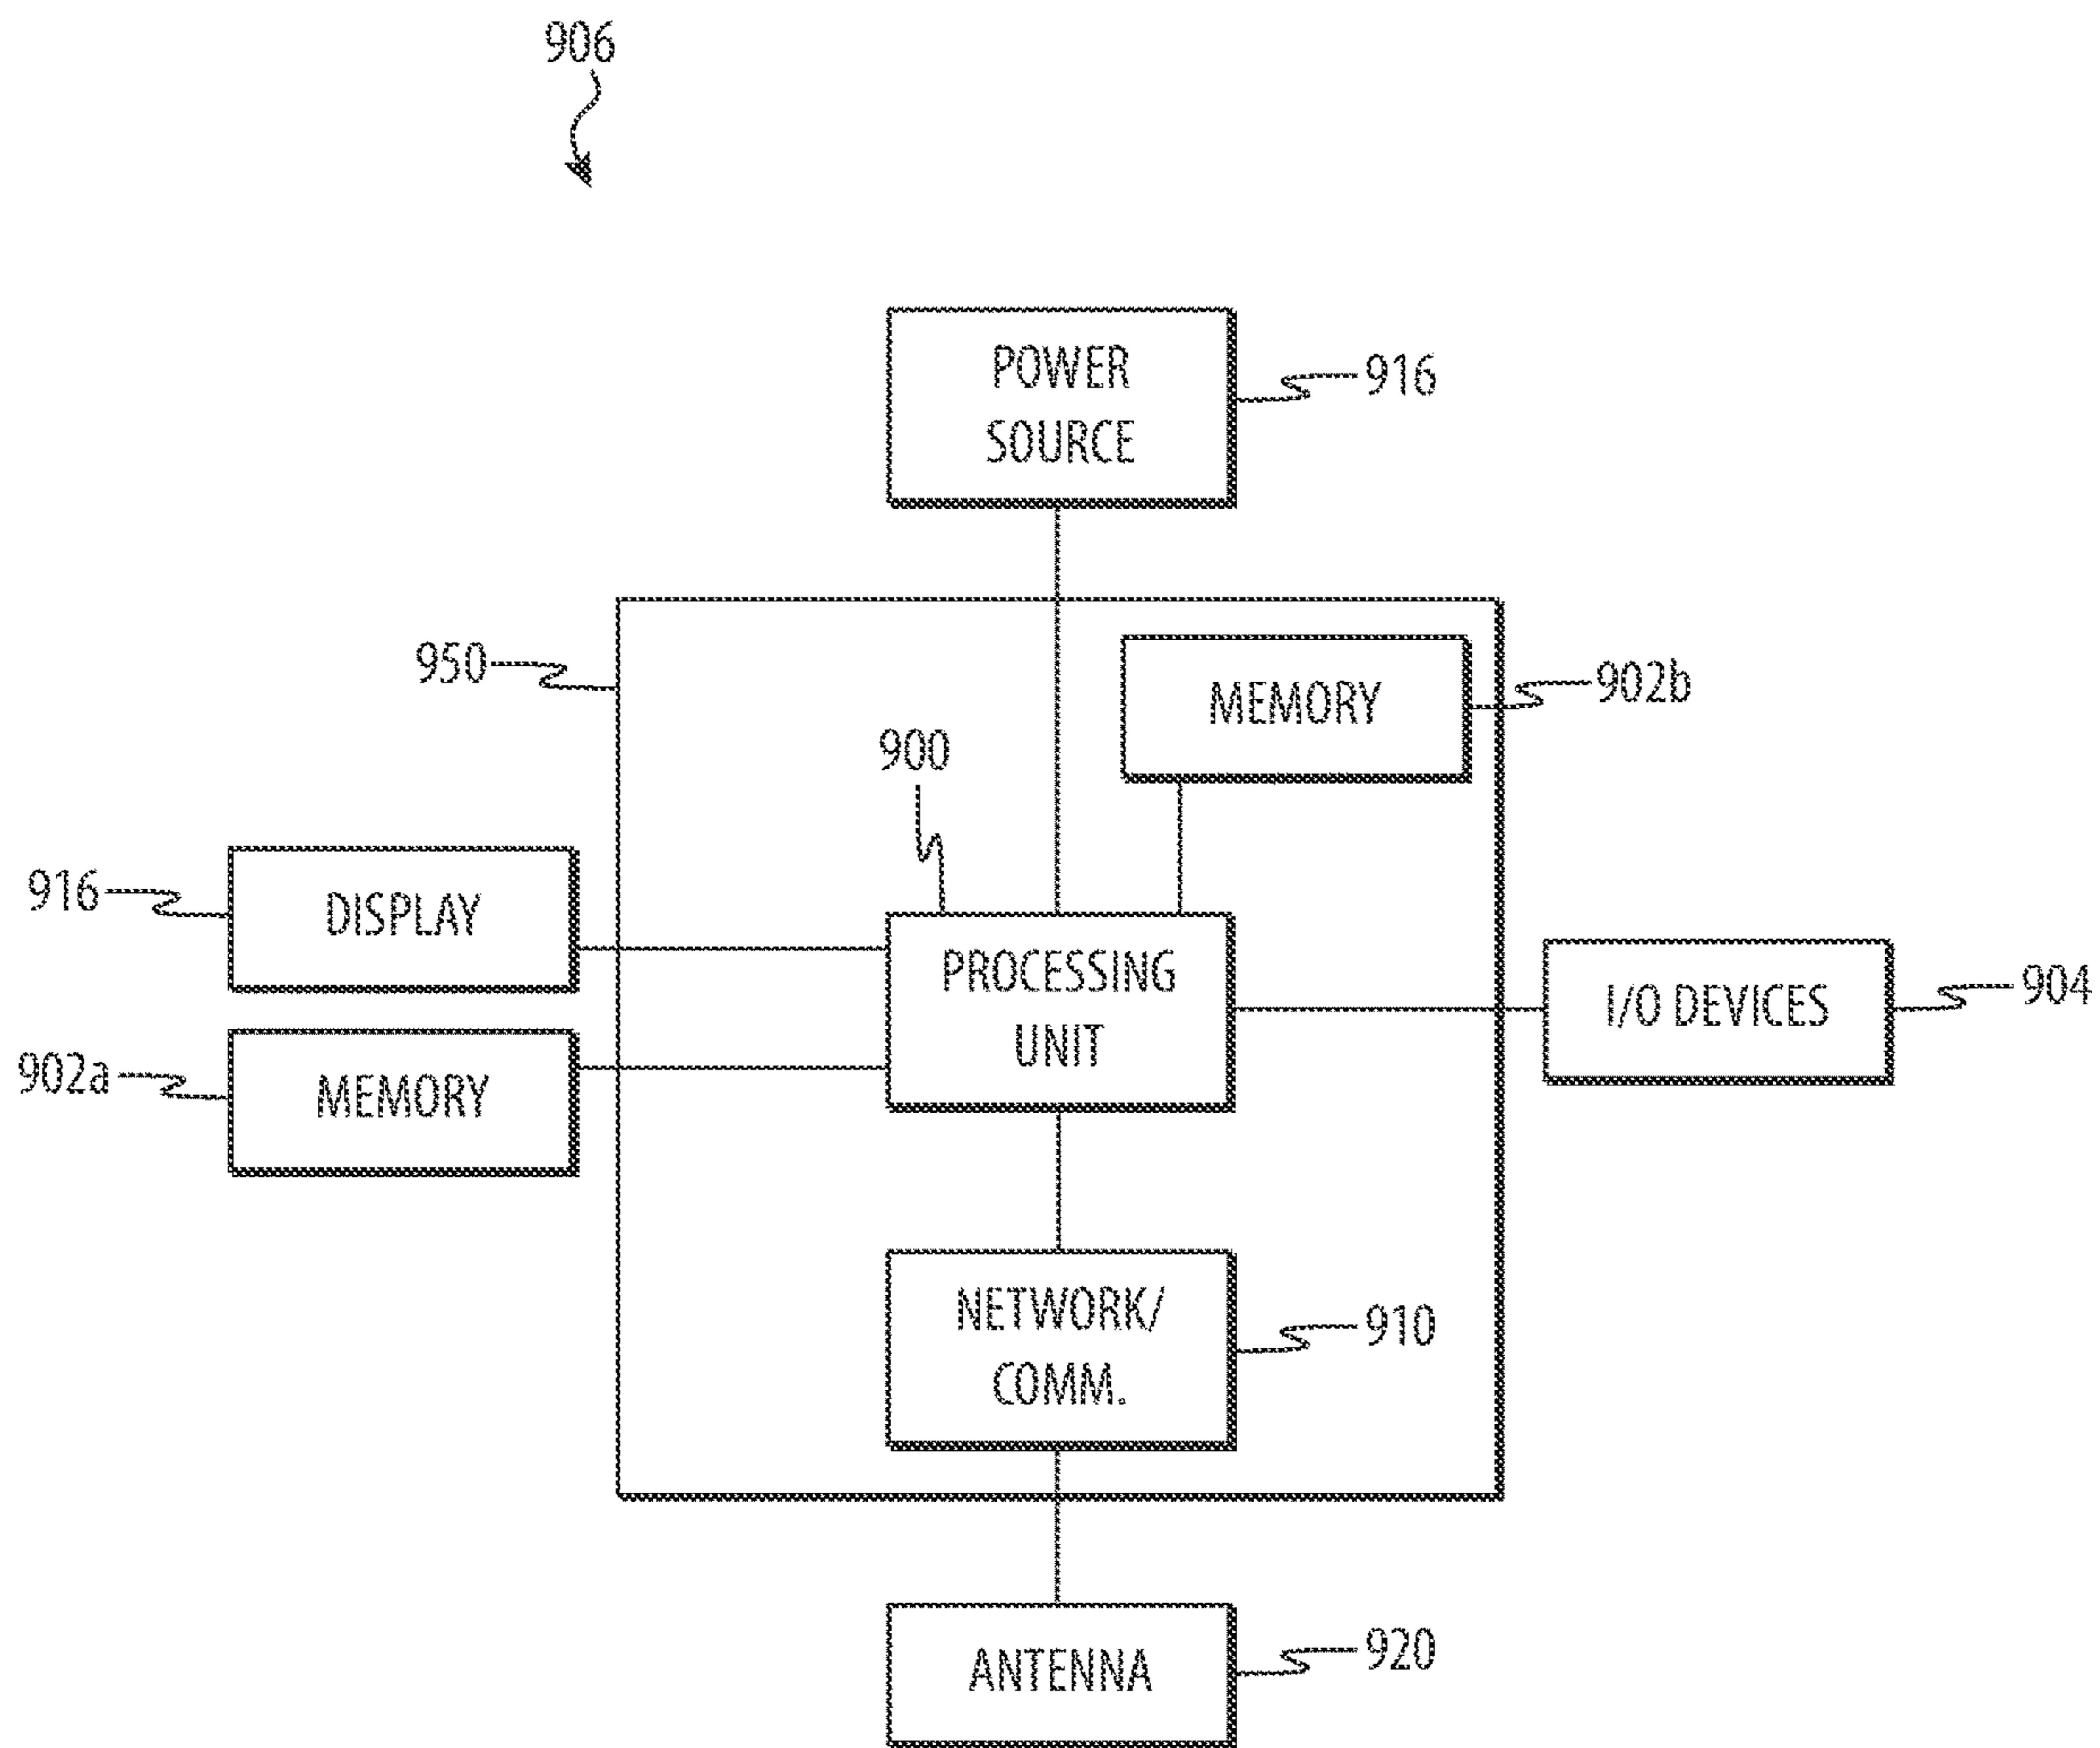 906
POWER
SOURCE
916
950
MEMORY
902b
900
916
DISPLAY
PROCESSING
UNIT
I/O DEVICES
904
902a
MEMORY
NETWORK/
COMM.
910
ANTENNA
920